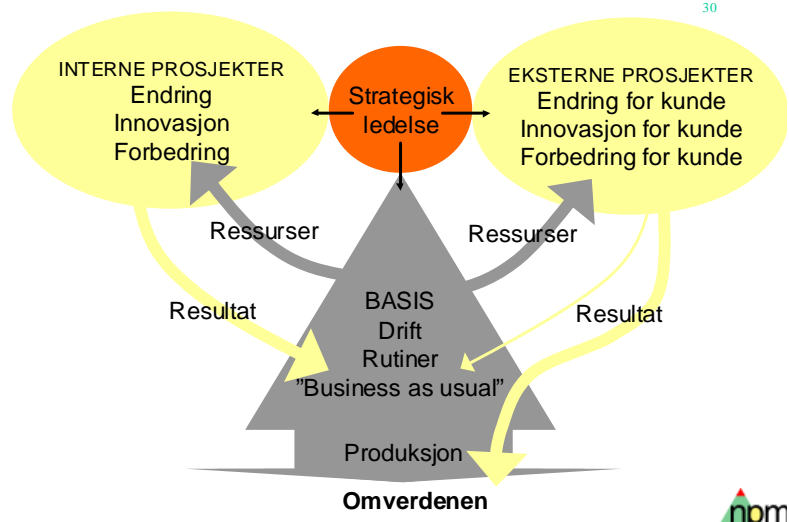 30
INTERNE PROSJEKTER
Endring
Innovasjon
Forbedring
Strategisk
ledelse
EKSTERNE PROSJEKTER
Endring for kunde
Innovasjon for kunde
Forbedring for kunde
Ressurser
Ressurser
Resultat
Resultat
BASIS
Drift
Rutiner
”Business as usual”
Produksjon
Omverdenen
npm